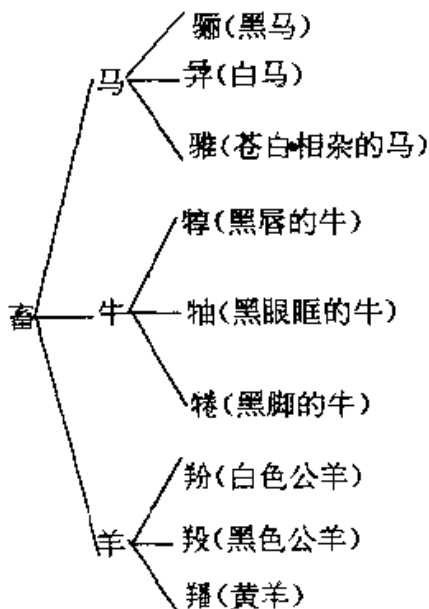 骊(黑马)
马
(白马)
骓(苍白相杂的马)
犉(黑唇的牛)
畜
牛
牰(黑眼眶的牛)
犈(黑脚的牛)
羒(白色公羊)
羊
羖(黑色公羊)
羳(黄羊)